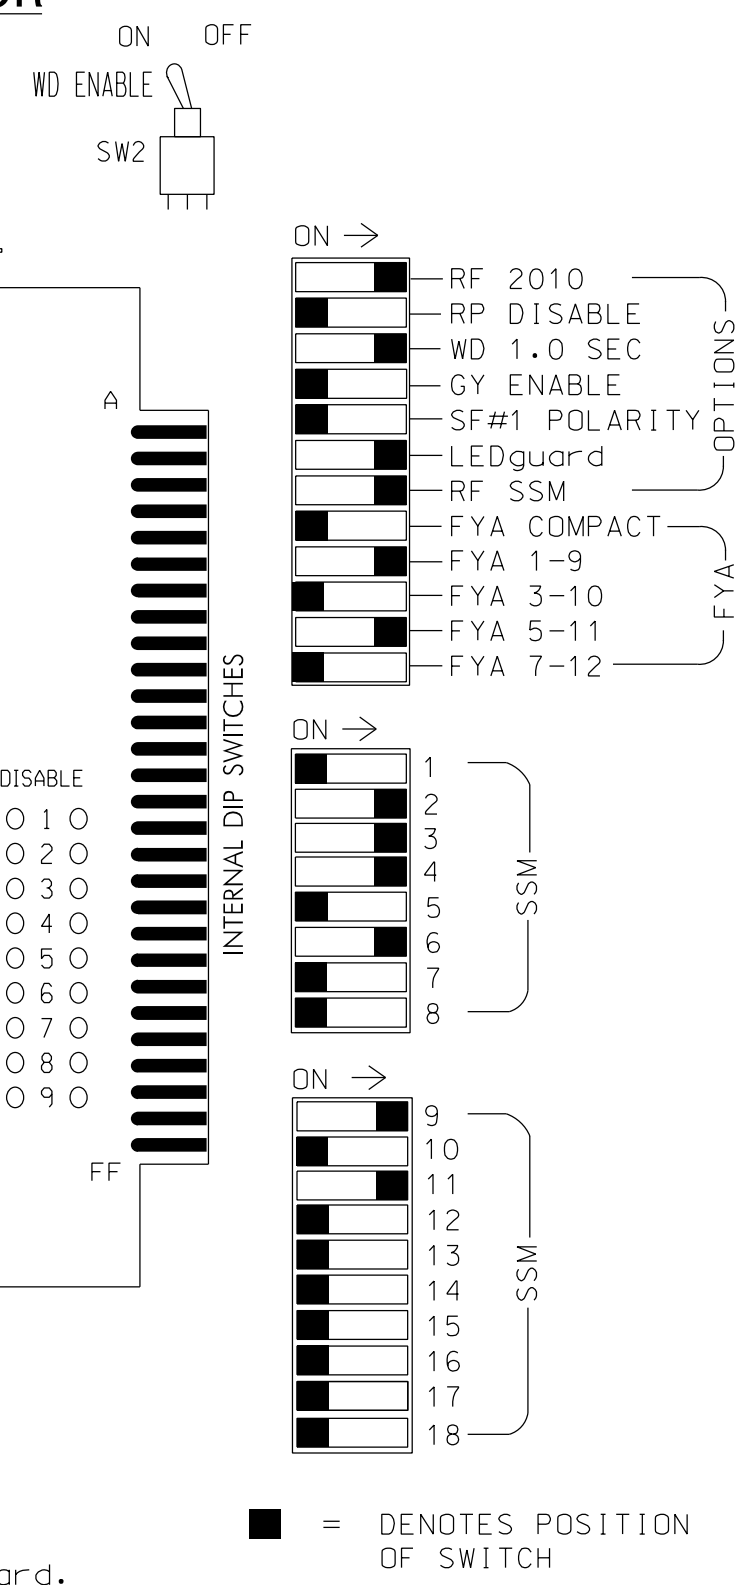 ON OFF
WD ENABLE
SW2
ON →
RF 2010
RP DISABLE
WD 1.0 SEC
GY ENABLE
SF#1 POLARITY
LEDguard
RF SSM
OPTIONS
FYA COMPACT
FYA 1-9
FYA 3-10
FYA 5-11
FYA 7-12
FYA
A
FF
INTERNAL DIP SWITCHES
DISABLE
1
2
3
4
5
6
7
8
9
ON →
1
2
3
4
5
6
7
8
SSM
ON →
9
10
11
12
13
14
15
16
17
18
SSM
= DENOTES POSITION
OF SWITCH
ard.